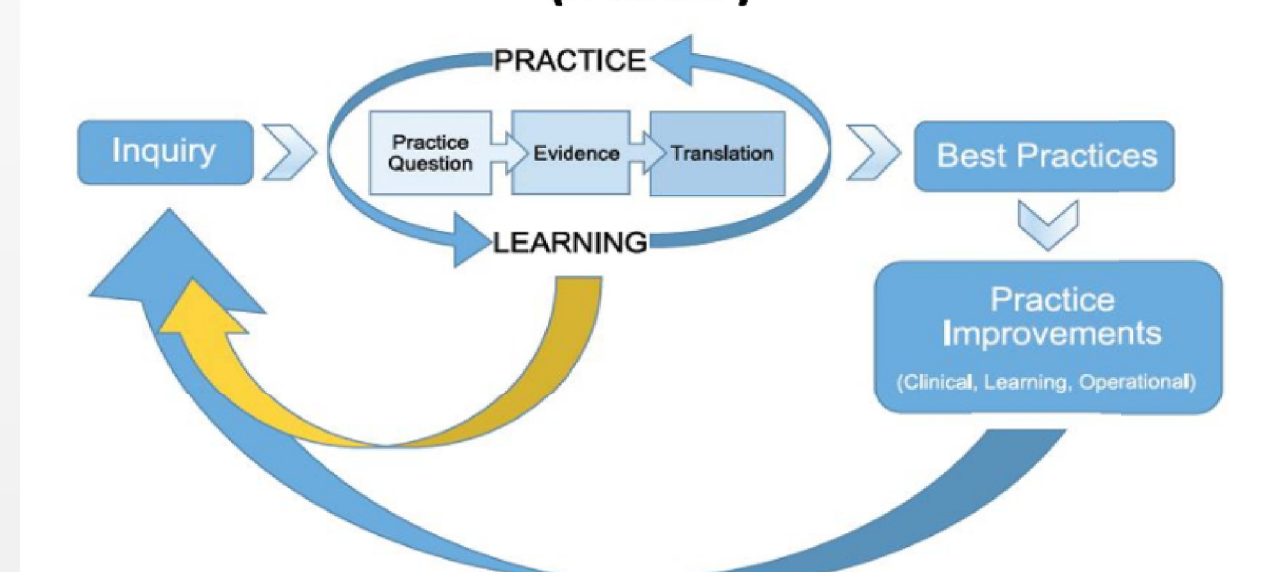 PRACTICE
Inquiry
Practice
Question
Evidence
Translation
Best Practices
LEARNING
Practice
Improvements
(Clinical, Learning, Operational)